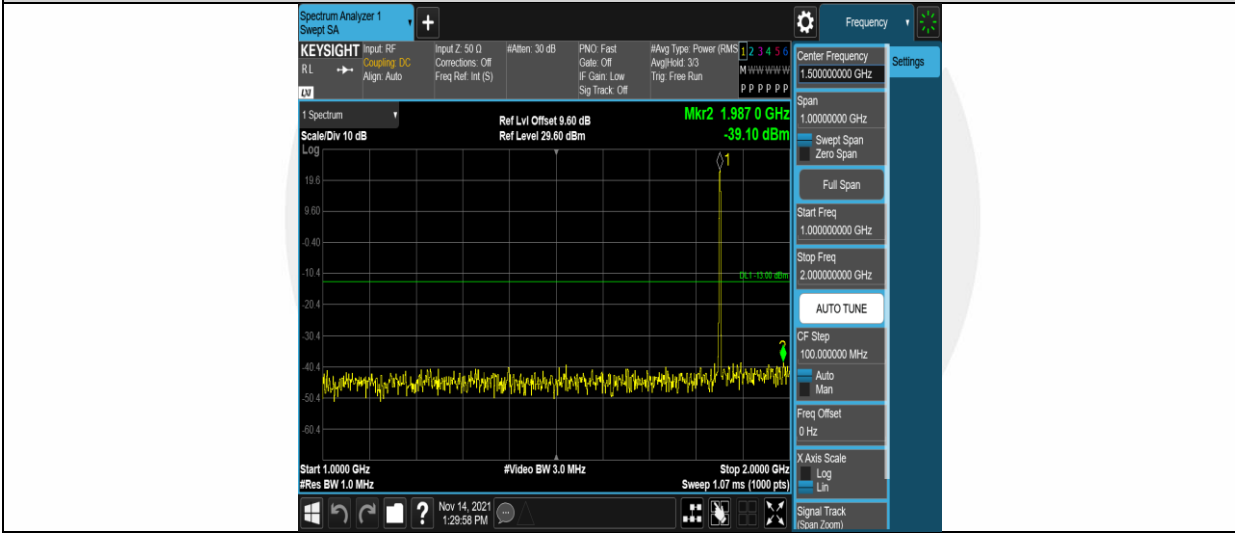 Spectrum Analyzer 1
Swept SA
+
Frequency
KEYSIGHT
Input: RF
Input Z: 50 Ω
#Atten: 30 dB
PNO: Fast
#Avg Type: Power (RMS
1 2 3 4 5 6
R L
Coupling: DC
Corrections: Off
Gate: Off
Avg|Hold: 3/3
M W W W W W
Align: Auto
Freq Ref: Int (S)
IF Gain: Low
Trig: Free Run
LXI
Sig Track: Off
P P P P P P
1 Spectrum
Ref Lvl Offset 9.60 dB
Mkr2 1.987 0 GHz
Scale/Div 10 dB
Ref Level 29.60 dBm
-39.10 dBm
Log
1
19.6
9.60
-0.40
-10.4
DL1 -13.00 dBm
-20.4
-30.4
2
-40.4
-50.4
-60.4
Start 1.0000 GHz
#Video BW 3.0 MHz
Stop 2.0000 GHz
#Res BW 1.0 MHz
Sweep 1.07 ms (1000 pts)
Center Frequency
1.500000000 GHz
Settings
Span
1.00000000 GHz
Swept Span
Zero Span
Full Span
Start Freq
1.000000000 GHz
Stop Freq
2.000000000 GHz
AUTO TUNE
CF Step
100.000000 MHz
Auto
Man
Freq Offset
0 Hz
X Axis Scale
Log
Lin
Signal Track
(Span Zoom)
?
Nov 14, 2021
1:29:58 PM